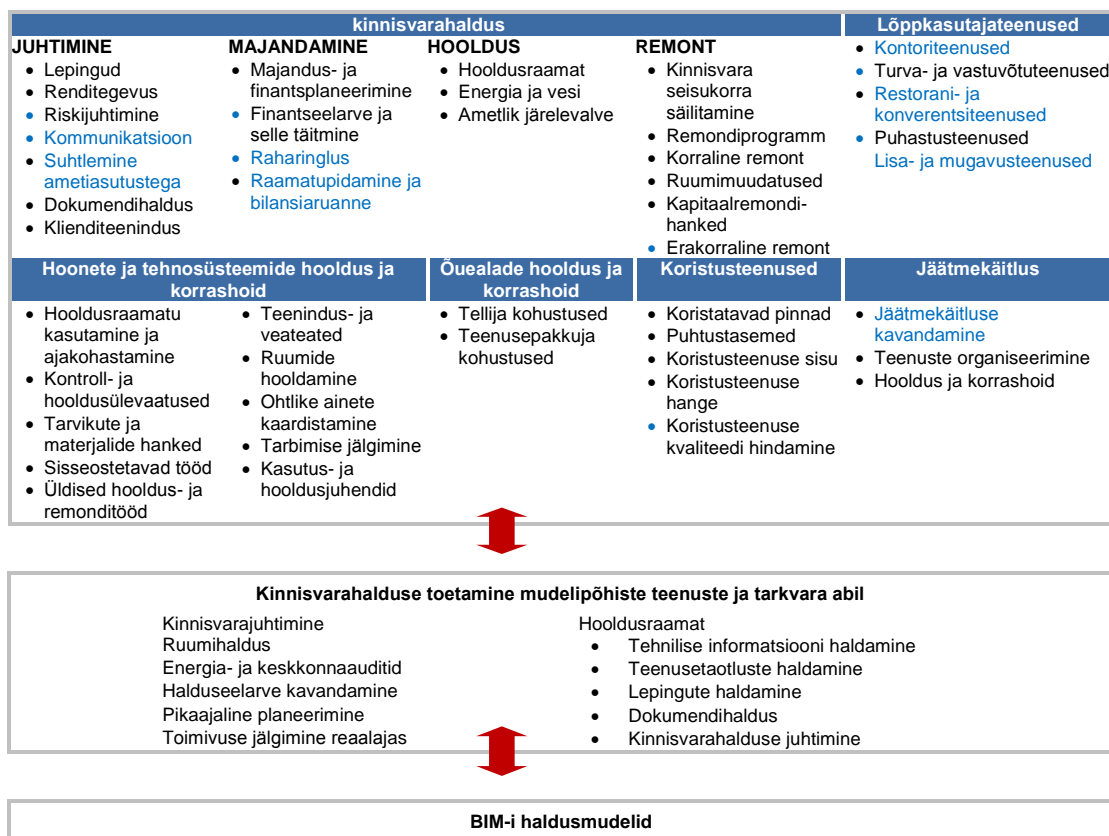 kinnisvarahaldus
Lõppkasutajateenused
JUHTIMINE
• Lepingud
• Renditegevus
• Riskijuhtimine
• Kommunikatsioon
• Suhtlemine
ametiasutustega
• Dokumendihaldus
• Klienditeenindus
MAJANDAMINE
• Majandus- ja
finantsplaneerimine
• Finantseelarve ja
selle täitmine
• Raharinglus
• Raamatupidamine ja
bilansiaruanne
HOOLDUS
• Hooldusraamat
• Energia ja vesi
• Ametlik järelevalve
REMONT
• Kinnisvara
seisukorra
säilitamine
• Remondiprogramm
• Korraline remont
• Ruumimuudatused
• Kapitaalremondi-
hanked
• Erakorraline remont
• Kontoriteenused
• Turva- ja vastuvõtuteenused
• Restorani- ja
konverentsiteenused
• Puhastusteenused
Lisa- ja mugavusteenused
Hoonete ja tehnosüsteemide hooldus ja
korrashoid
• Hooldusraamatu
kasutamine ja
ajakohastamine
• Kontroll- ja
hooldusülevaatused
• Tarvikute ja
materjalide hanked
• Sisseostetavad tööd
• Üldised hooldus- ja
remonditööd
• Teenindus- ja
veateated
• Ruumide
hooldamine
• Ohtlike ainete
kaardistamine
• Tarbimise jälgimine
• Kasutus- ja
hooldusjuhendid
Õuealade hooldus ja
korrashoid
• Tellija kohustused
• Teenusepakkuja
kohustused
Koristusteenused
• Koristatavad pinnad
• Puhtustasemed
• Koristusteenuse sisu
• Koristusteenuse
hange
• Koristusteenuse
kvaliteedi hindamine
Jäätmekäitlus
• Jäätmekäitluse
kavandamine
• Teenuste organiseerimine
• Hooldus ja korrashoid
Kinnisvarahalduse toetamine mudelipõhiste teenuste ja tarkvara abil
Kinnisvarajuhtimine
Ruumihaldus
Energia- ja keskkonnaauditid
Halduseelarve kavandamine
Pikaajaline planeerimine
Toimivuse jälgimine reaalajas
Hooldusraamat
• Tehnilise informatsiooni haldamine
• Teenusetaotluste haldamine
• Lepingute haldamine
• Dokumendihaldus
• Kinnisvarahalduse juhtimine
BIM-i haldusmudelid